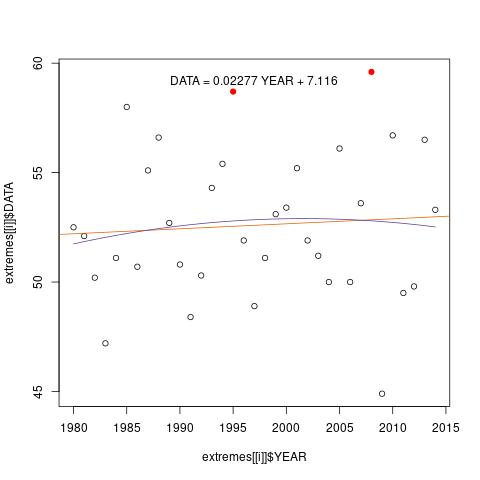 DATA = 0.02277 YEAR + 7.116
60
55
50
45
extremes[[i]]$DATA
1980 1985 1990 1995 2000 2005 2010 2015
extremes[[i]]$YEAR